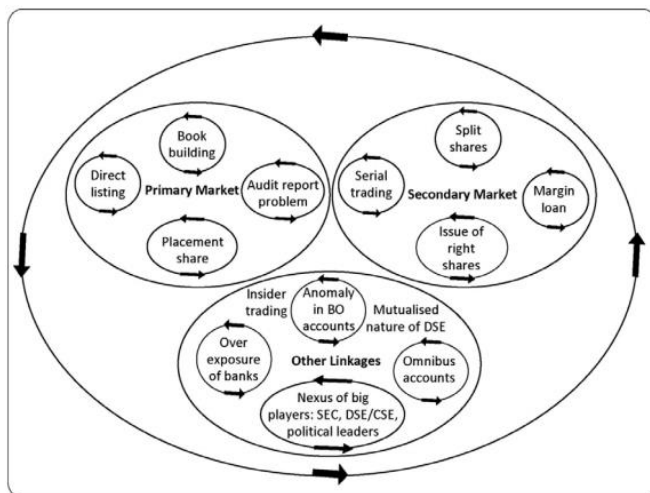 Book
building
Direct
listing
Primary Market
Audit report
problem
Placement
share
Split
shares
Serial
trading
Secondary Market
Margin
loan
Issue of
right
shares
Insider
trading
Anomaly
in BO
accounts
Mutualised
nature of DSE
Over
exposure
of banks
Other Linkages
Omnibus
accounts
Nexus of big
players: SEC, DSE/CSE,
political leaders